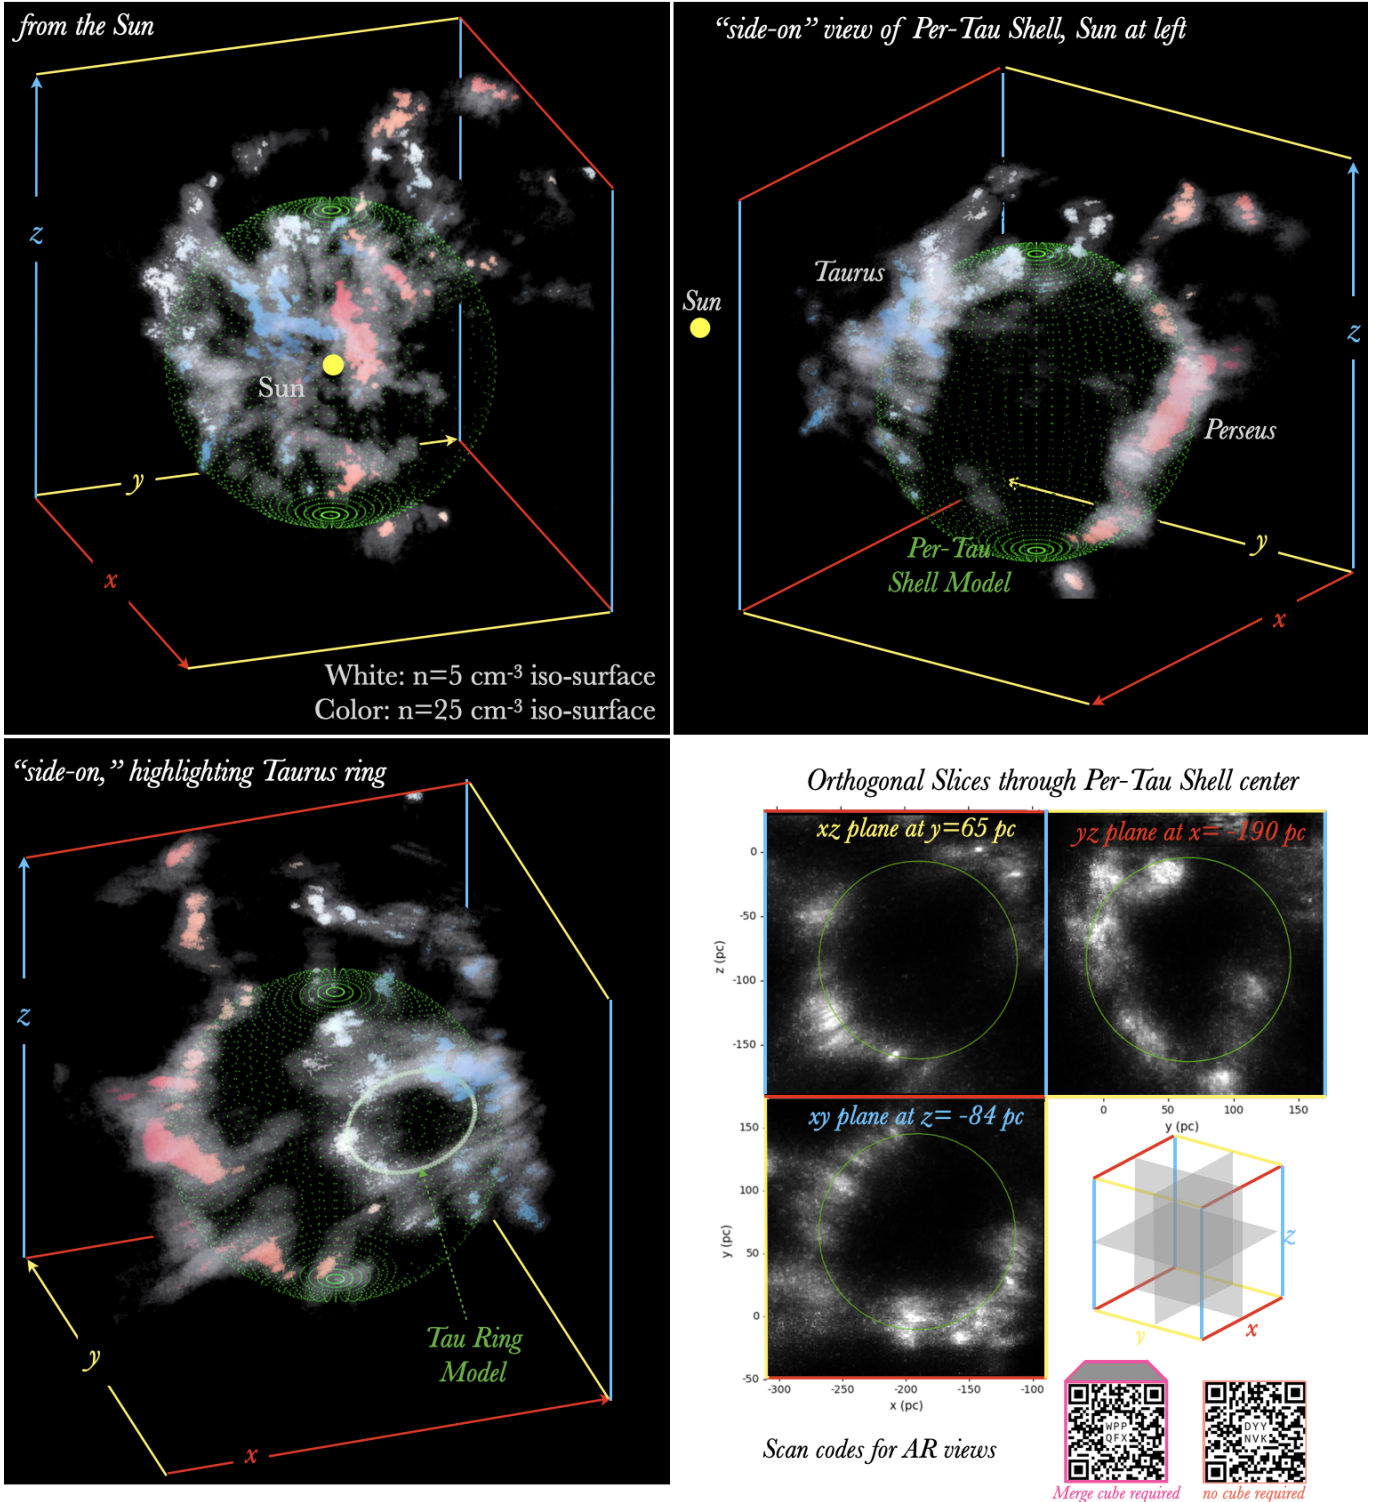 from the Sun
z
y
x
Sun
White: n=5 cm-3 iso-surface
Color: n=25 cm-3 iso-surface
“side-on” view of Per-Tau Shell, Sun at left
Taurus
Sun
z
Perseus
y
Per-Tau
Shell Model
x
“side-on,” highlighting Taurus ring
z
Tau Ring
Model
y
x
Orthogonal Slices through Per-Tau Shell center
xz plane at y=65 pc
yz plane at x= -190 pc
0
-50
-100
-150
z (pc)
0
50
100
150
y (pc)
xy plane at z= -84 pc
150
100
50
0
-50
y (pc)
-300
-250
-200
-150
-100
x (pc)
z
y
x
Scan codes for AR views
WPP
QFX
DYY
NVK
Merge cube required
no cube required